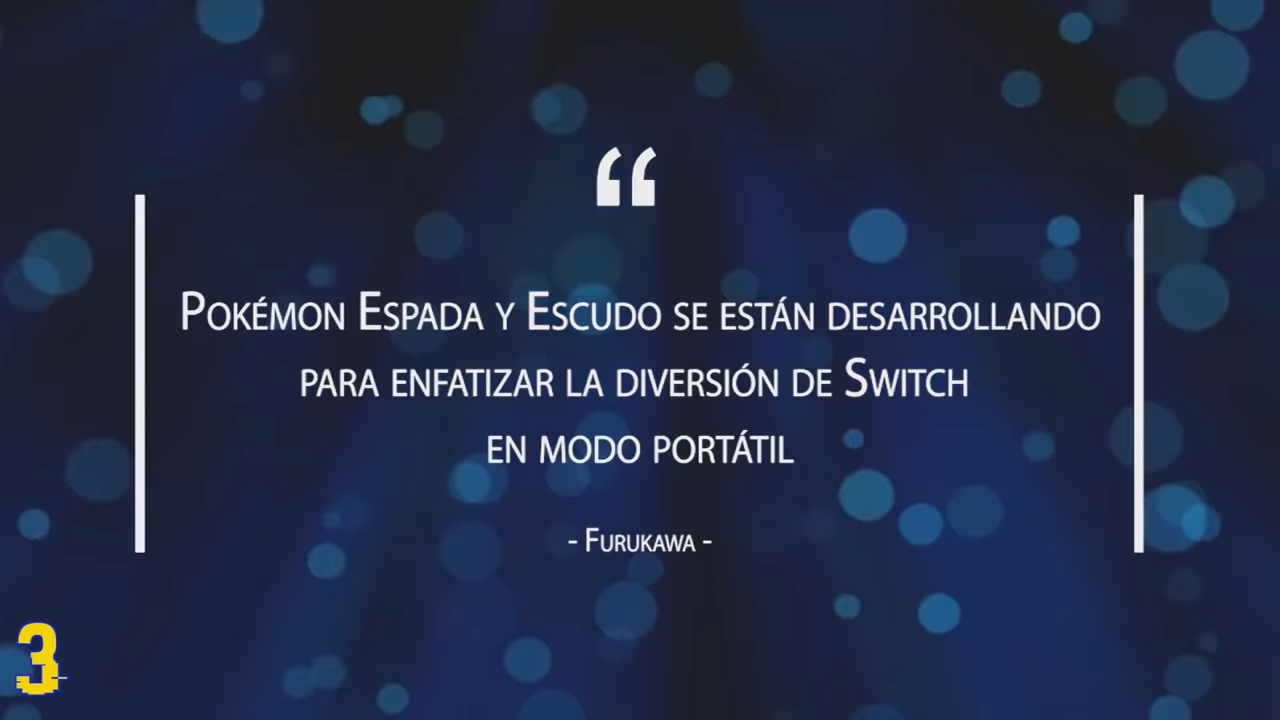 “
Pokémon Espada y Escudo se están desarrollando
para enfatizar la diversión de Switch
en modo portátil
- Furukawa -
3